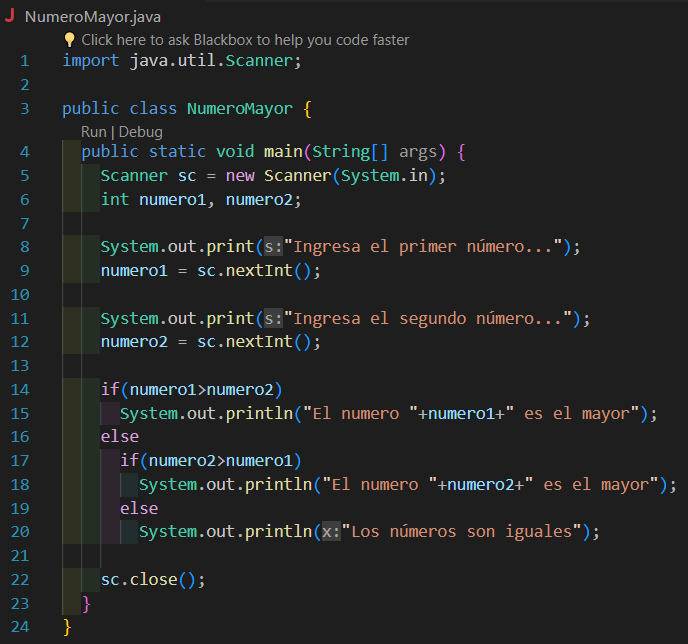 J NumeroMayor.java
Click here to ask Blackbox to help you code faster
1 import java.util.Scanner;
2
3 public class NumeroMayor {
Run | Debug
4 public static void main(String[] args) {
5 Scanner sc = new Scanner(System.in);
6 int numero1, numero2;
7
8 System.out.print(s:"Ingresa el primer número...");
9 numero1 = sc.nextInt();
10
11 System.out.print(s:"Ingresa el segundo número...");
12 numero2 = sc.nextInt();
13
14 if(numero1>numero2)
15 System.out.println("El numero "+numero1+" es el mayor");
16 else
17 if(numero2>numero1)
18 System.out.println("El numero "+numero2+" es el mayor");
19 else
20 System.out.println(x:"Los números son iguales");
21
22 sc.close();
23 }
24 }